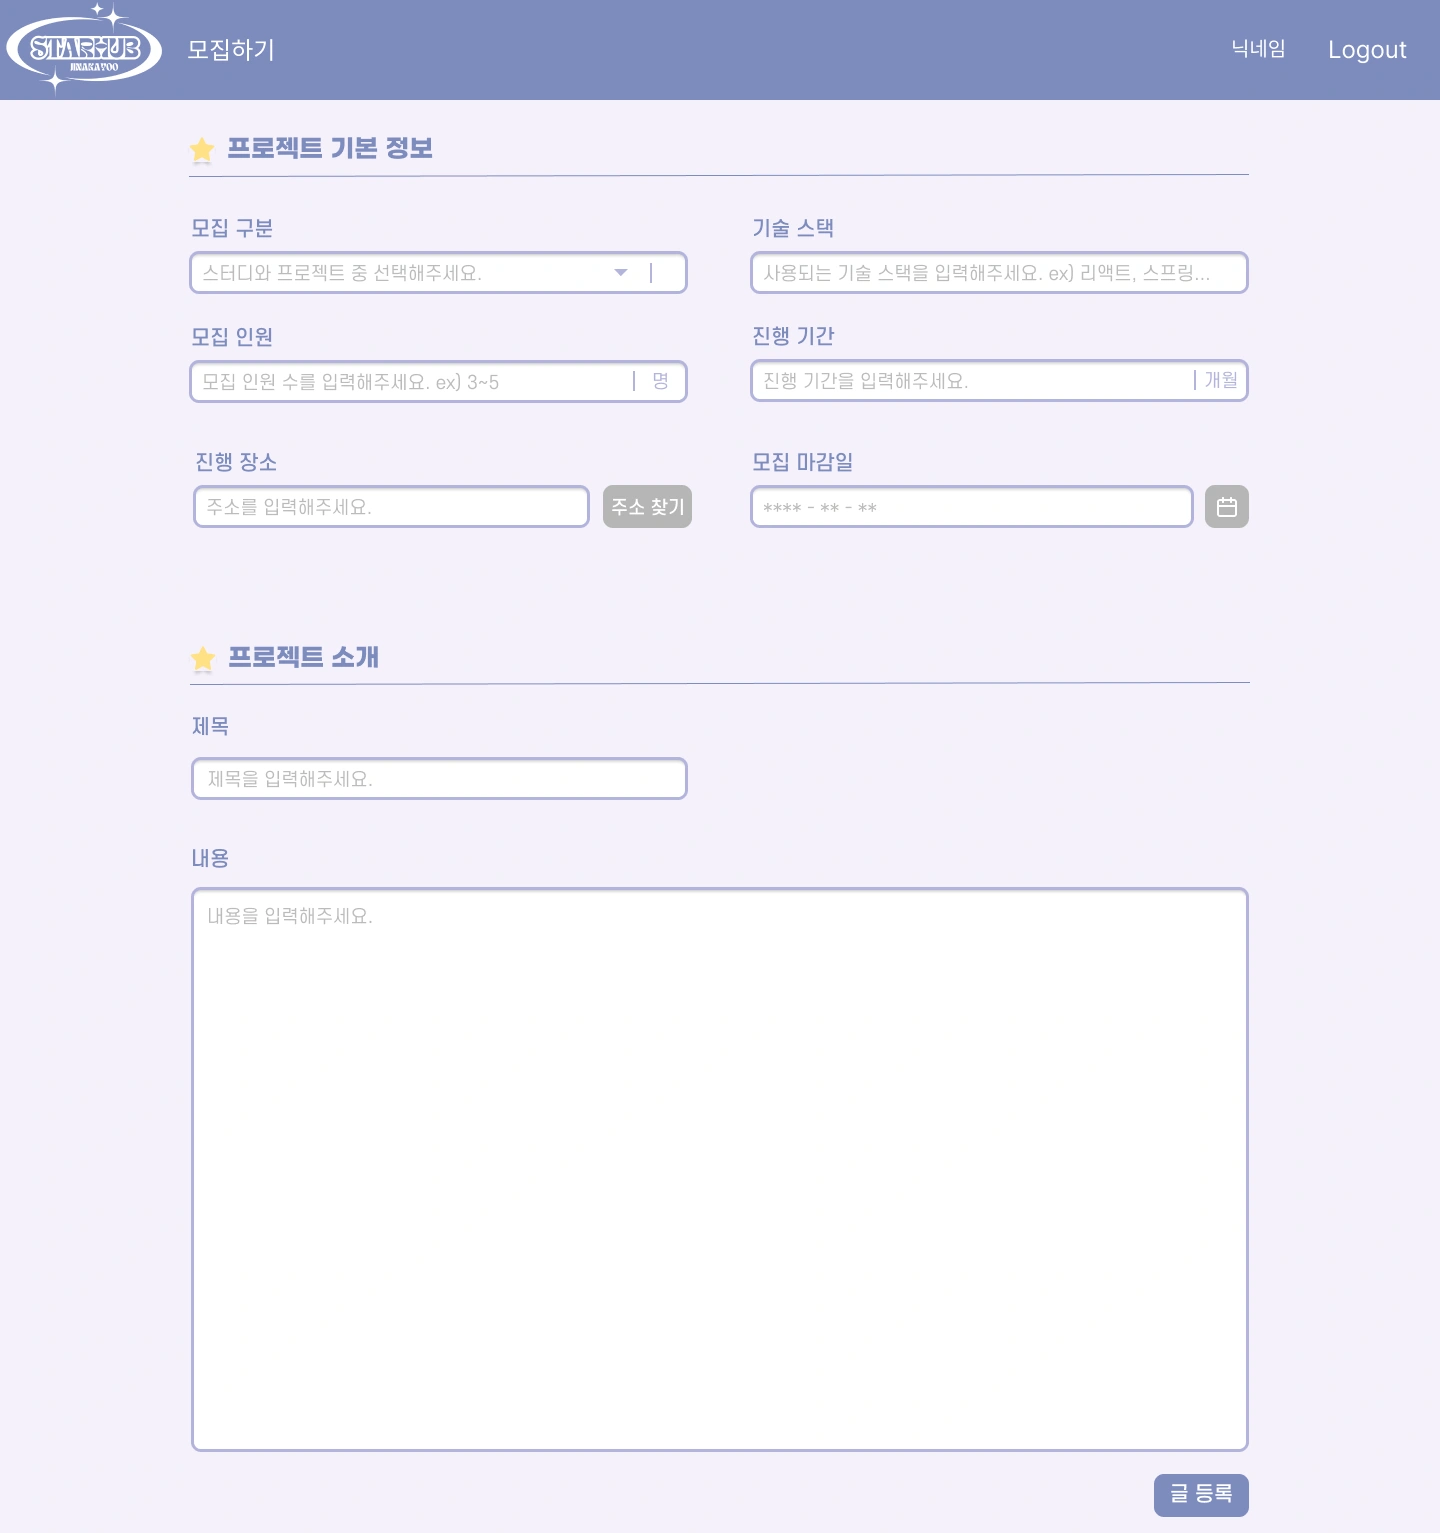 STARHUB
모집하기
닉네임
Logout
프로젝트 기본 정보
모집 구분
기술 스택
스터디와 프로젝트 중 선택해주세요.
사용되는 기술 스택을 입력해주세요. ex) 리액트, 스프링...
모집 인원
진행 기간
모집 인원 수를 입력해주세요. ex) 3~5
명
진행 기간을 입력해주세요.
개월
진행 장소
모집 마감일
주소를 입력해주세요.
주소 찾기
**** - ** - **
프로젝트 소개
제목
제목을 입력해주세요.
내용
내용을 입력해주세요.
글 등록